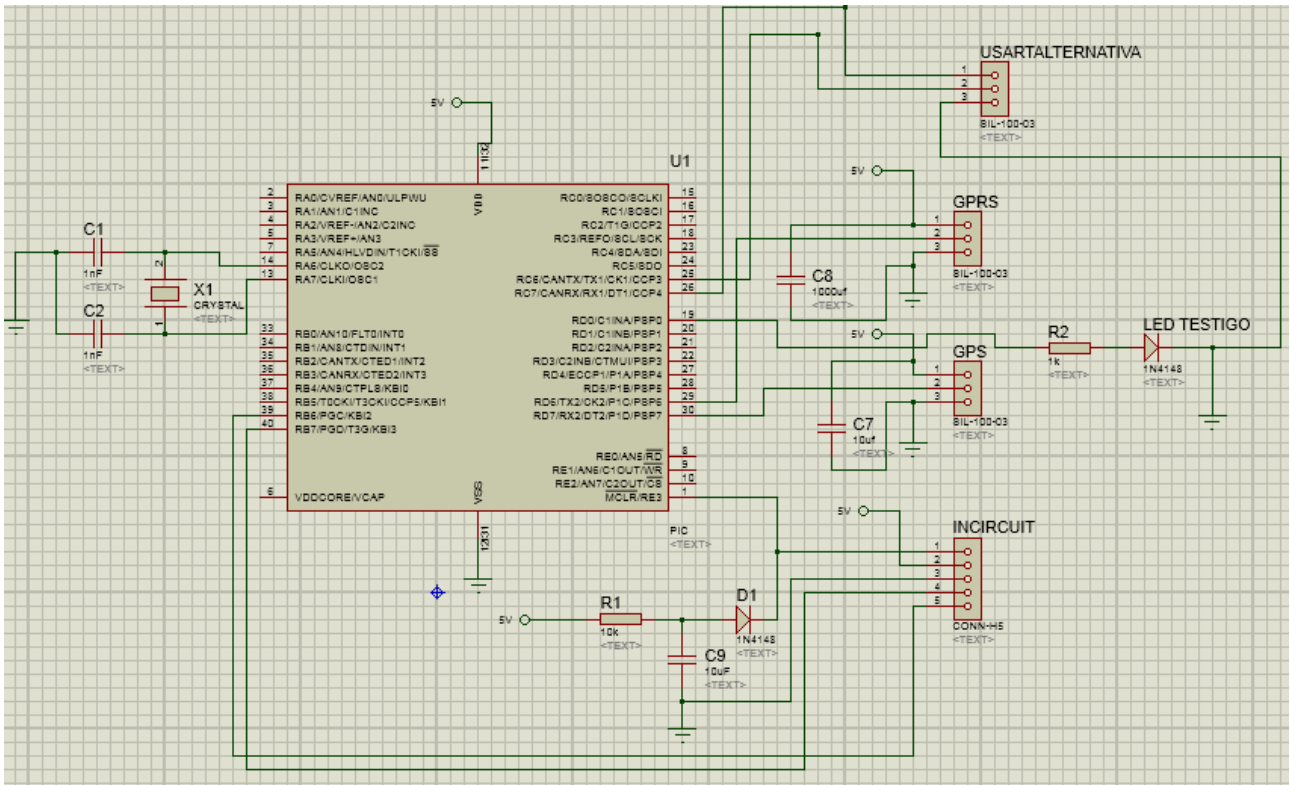 USARTALTERNATIVA
1
2
3
SIL-100-03
<TEXT>
5V
11|32
VDD
U1
5V
GPRS
1
2
3
SIL-100-03
<TEXT>
C8
1000uf
<TEXT>
2 RA0/CVREF/AN0/ULPWU
3 RA1/AN1/C1INC
4 RA2/VREF-/AN2/C2INC
5 RA3/VREF+/AN3
7 RA5/AN4/HLVDIN/T1CKI/SS
14 RA6/CLKO/OSC2
13 RA7/CLKI/OSC1
33 RB0/AN10/FLT0/INT0
34 RB1/AN8/CTDIN/INT1
35 RB2/CANTX/CTED1/INT2
36 RB3/CANRX/CTED2/INT3
37 RB4/AN9/CTPLS/KBI0
38 RB5/T0CKI/T3CKI/CCP5/KBI1
39 RB6/PGC/KBI2
40 RB7/PGD/T3G/KBI3
6 VDDCORE/VCAP
RC0/SOSCO/SCLKI 15
RC1/SOSCI 16
RC2/T1G/CCP2 17
RC3/REFO/SCL/SCK 18
RC4/SDA/SDI 23
RC5/SDO 24
RC6/CANTX/TX1/CK1/CCP3 25
RC7/CANRX/RX1/DT1/CCP4 26
RD0/C1INA/PSP0 19
RD1/C1INB/PSP1 20
RD2/C2INA/PSP2 21
RD3/C2INB/CTMUI/PSP3 22
RD4/ECCP1/P1A/PSP4 27
RD5/P1B/PSP5 28
RD6/TX2/CK2/P1C/PSP6 29
RD7/RX2/DT2/P1D/PSP7 30
RE0/AN5/RD 8
RE1/AN6/C1OUT/WR 9
RE2/AN7/C2OUT/CS 10
MCLR/RE3 1
VSS
12|31
PIC
<TEXT>
C1
1nF
<TEXT>
2
X1
CRYSTAL
<TEXT>
1
C2
1nF
<TEXT>
5V
R2
1k
<TEXT>
LED TESTIGO
1N4148
<TEXT>
GPS
1
2
3
SIL-100-03
<TEXT>
C7
10uf
<TEXT>
5V
INCIRCUIT
1
2
3
4
5
CONN-H5
<TEXT>
5V
R1
10k
<TEXT>
D1
1N4148
<TEXT>
C9
10uF
<TEXT>